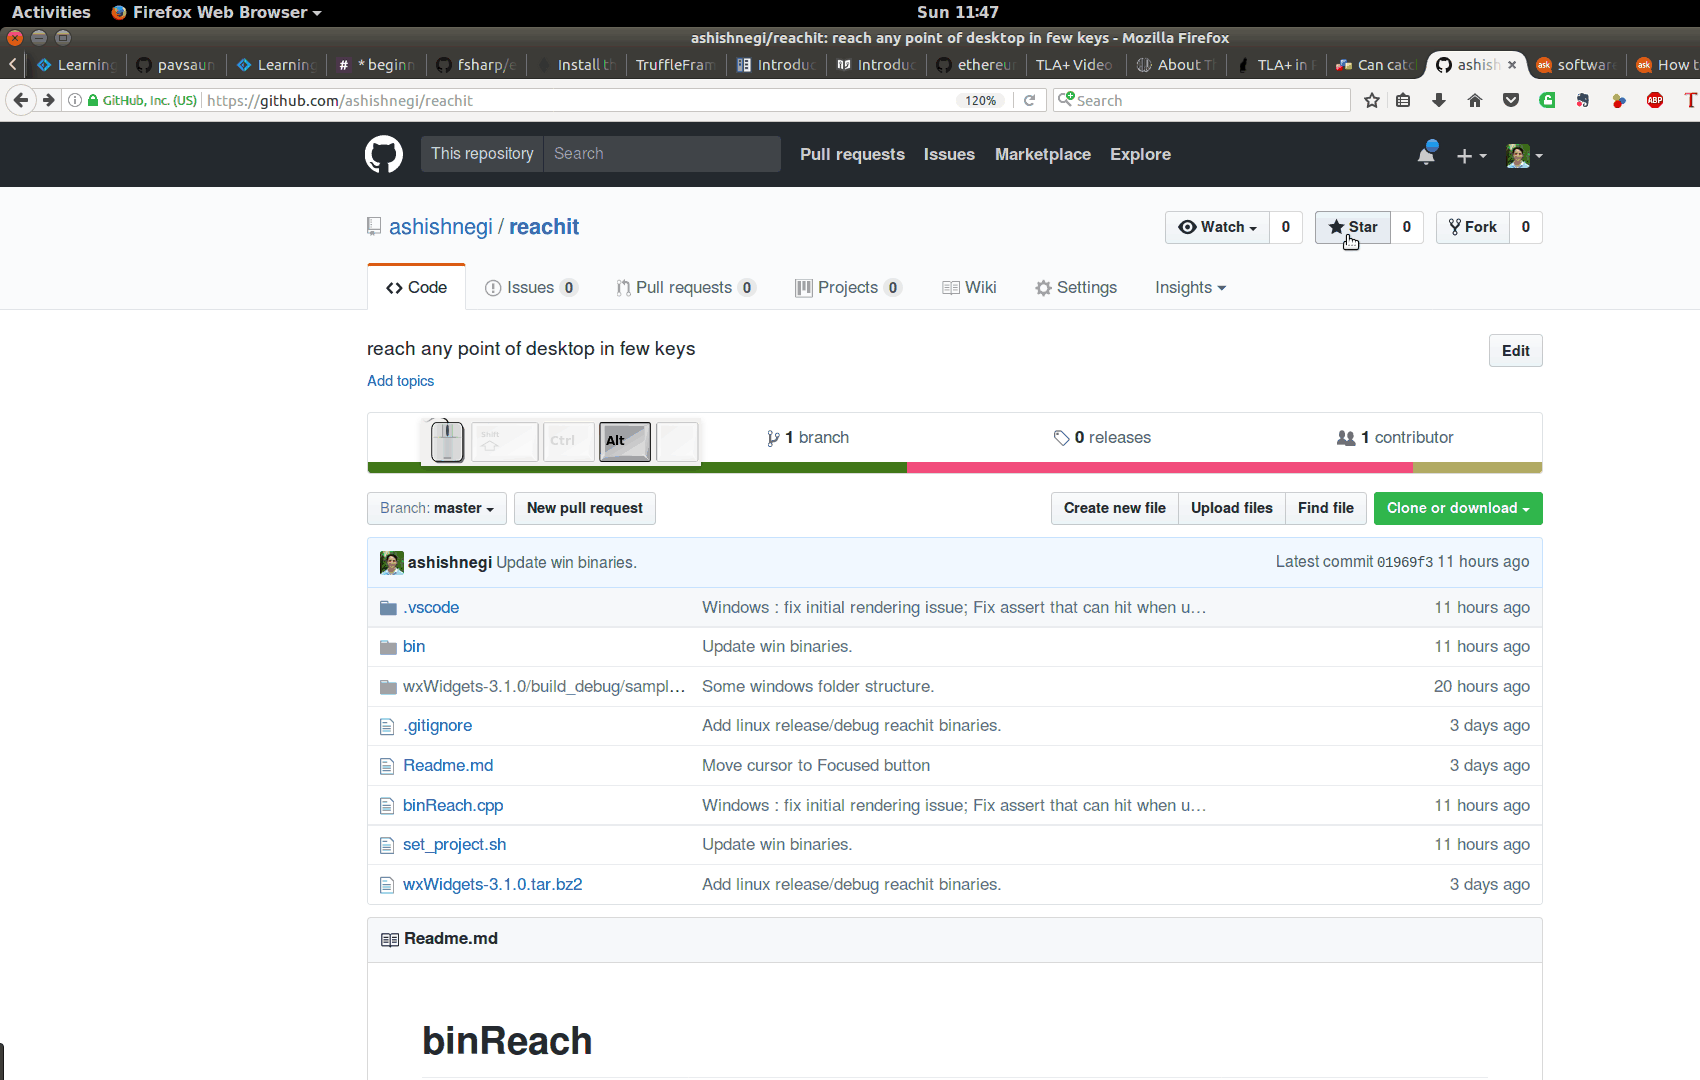 Activities Firefox Web Browser Sun 11:47
ashishnegi/reachit: reach any point of desktop in few keys - Mozilla Firefox
Learning pavsaun Learning # * begin fsharp/e Install th TruffleFram Introduc Introduc ethereu TLA+ Video About T TLA+ in Can catc ashish × ask software ask How t
GitHub, Inc. (US) https://github.com/ashishnegi/reachit 120% Search ABP T
This repository Search Pull requests Issues Marketplace Explore
ashishnegi / reachit Watch 0 Star 0 Fork 0
Code Issues 0 Pull requests 0 Projects 0 Wiki Settings Insights
reach any point of desktop in few keys Edit
Add topics
Shift Ctrl Alt 1 branch 0 releases 1 contributor
Branch: master New pull request Create new file Upload files Find file Clone or download
ashishnegi Update win binaries. Latest commit 01969f3 11 hours ago
.vscode Windows : fix initial rendering issue; Fix assert that can hit when u… 11 hours ago
bin Update win binaries. 11 hours ago
wxWidgets-3.1.0/build_debug/sampl… Some windows folder structure. 20 hours ago
.gitignore Add linux release/debug reachit binaries. 3 days ago
Readme.md Move cursor to Focused button 3 days ago
binReach.cpp Windows : fix initial rendering issue; Fix assert that can hit when u… 11 hours ago
set_project.sh Update win binaries. 11 hours ago
wxWidgets-3.1.0.tar.bz2 Add linux release/debug reachit binaries. 3 days ago
Readme.md
binReach